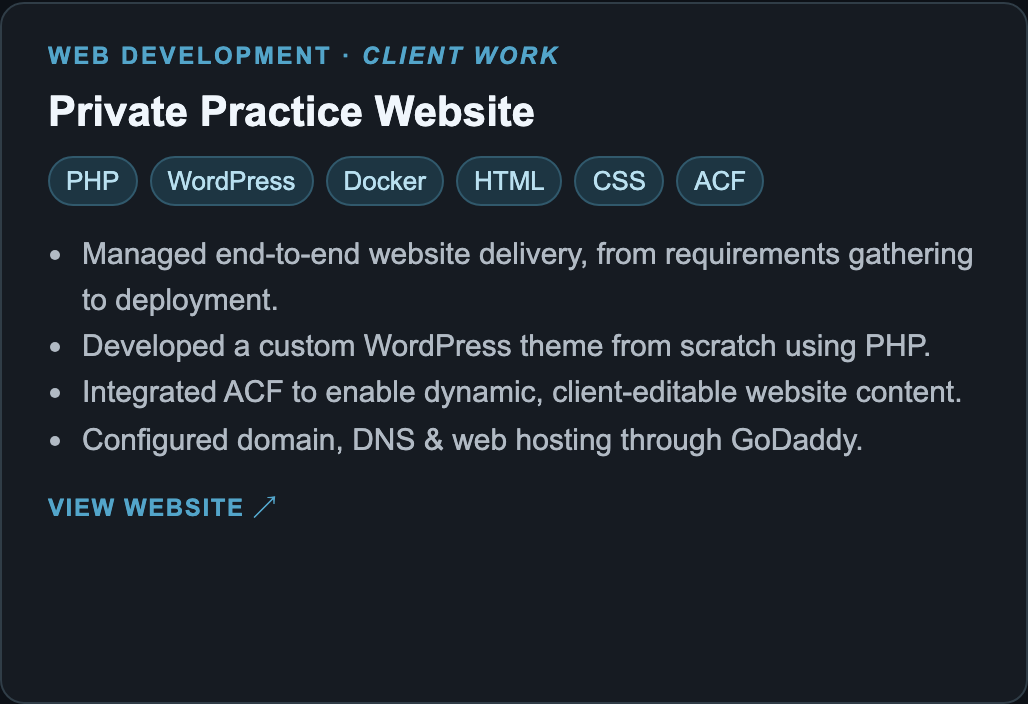 WEB DEVELOPMENT · CLIENT WORK
Private Practice Website
PHP WordPress Docker HTML CSS ACF
• Managed end-to-end website delivery, from requirements gathering
to deployment.
• Developed a custom WordPress theme from scratch using PHP.
• Integrated ACF to enable dynamic, client-editable website content.
• Configured domain, DNS & web hosting through GoDaddy.
VIEW WEBSITE ↗